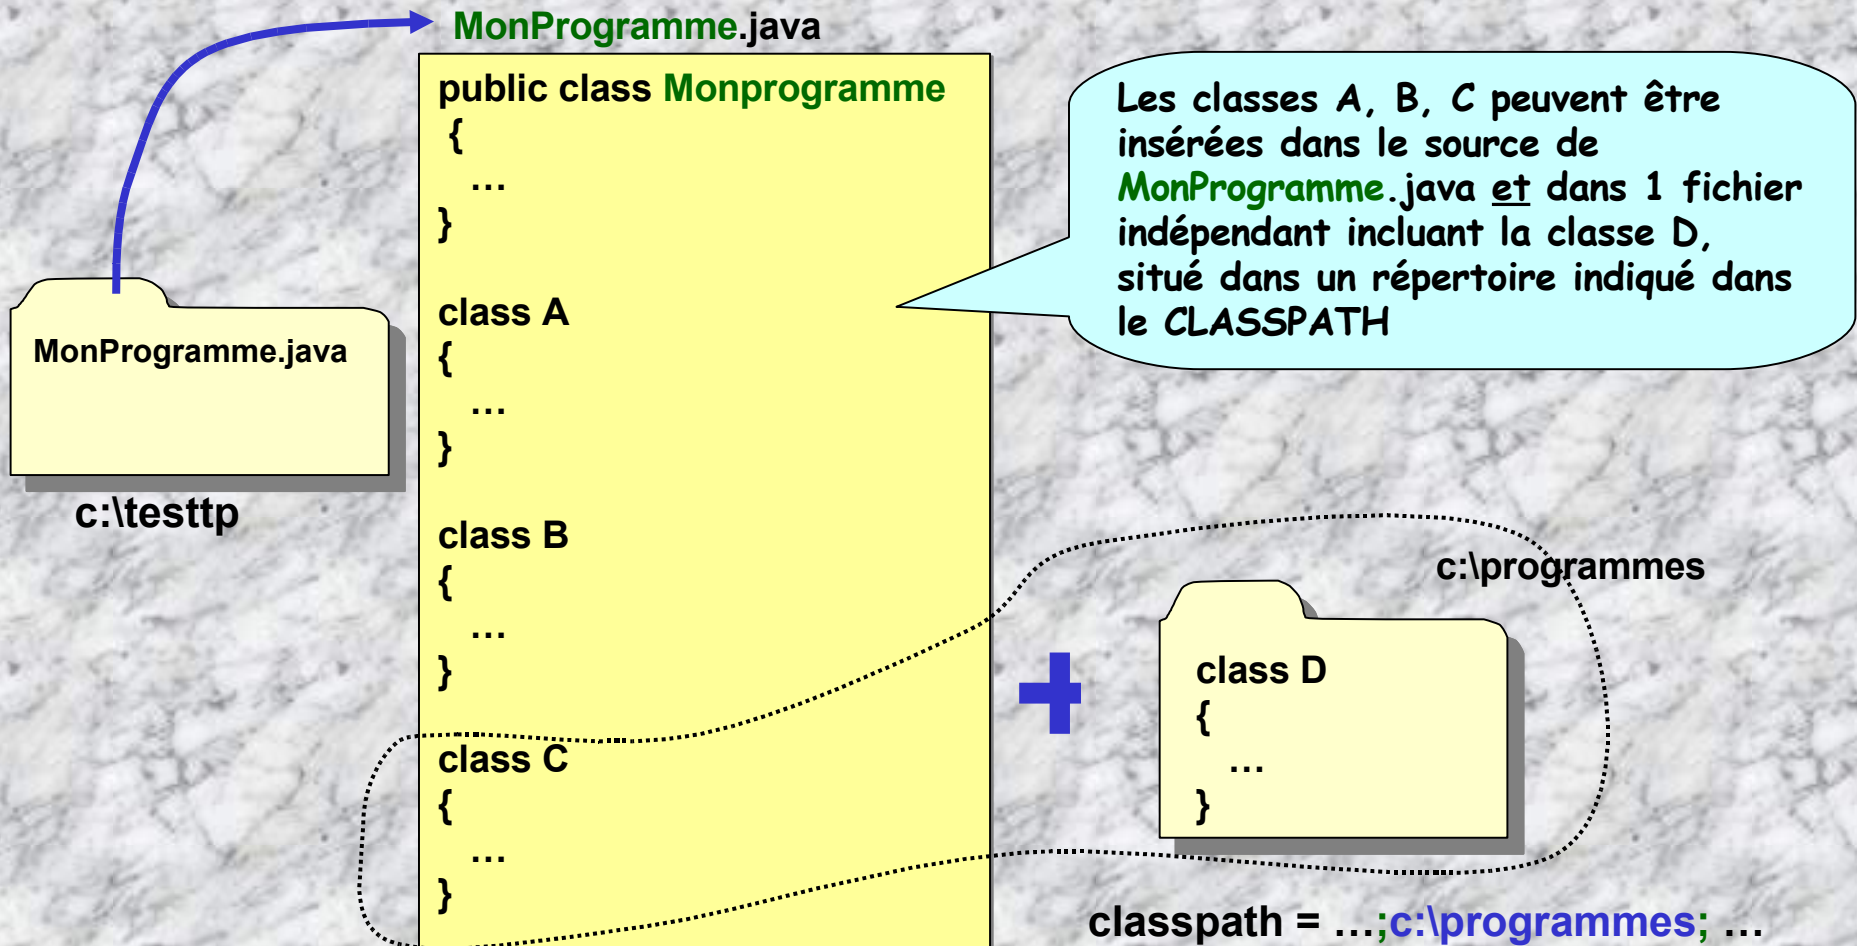 MonProgramme.java
public class Monprogramme
{
…
}
class A
{
…
}
class B
{
…
}
class C
{
…
}
MonProgramme.java
c:\testtp
Les classes A, B, C peuvent être
insérées dans le source de
MonProgramme.java et dans 1 fichier
indépendant incluant la classe D,
situé dans un répertoire indiqué dans
le CLASSPATH
c:\programmes
class D
{
…
}
classpath = …;c:\programmes; …